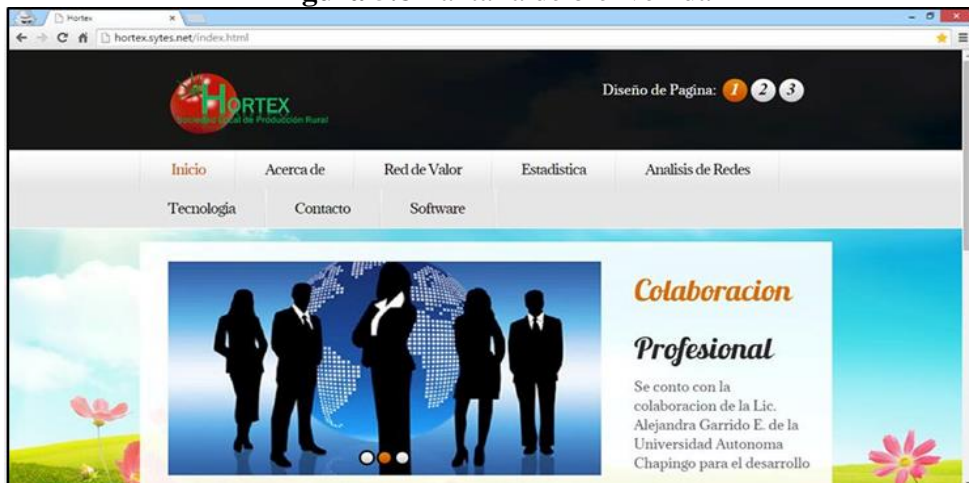 Hortex
hortex.sytes.net/index.html
HORTEX
Sociedad Local de Producción Rural
Diseño de Pagina: 1 2 3
Inicio Acerca de Red de Valor Estadistica Analisis de Redes
Tecnologia Contacto Software
Colaboracion
Profesional
Se conto con la
colaboracion de la Lic.
Alejandra Garrido E. de la
Universidad Autonoma
Chapingo para el desarrollo